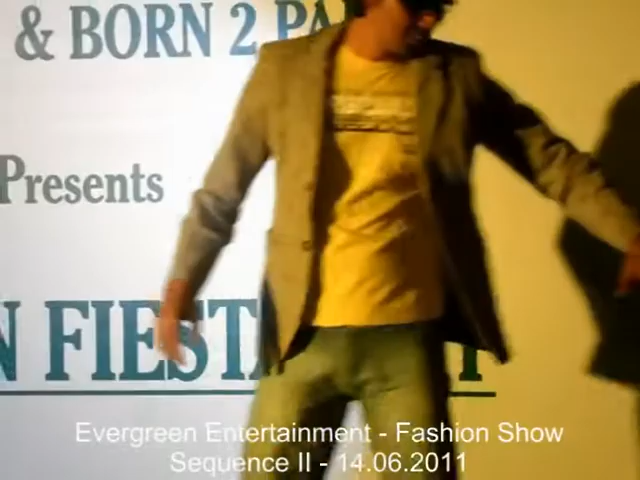 & BORN 2 PA
Presents
N FIEST
Evergreen Entertainment - Fashion Show
Sequence II - 14.06.2011